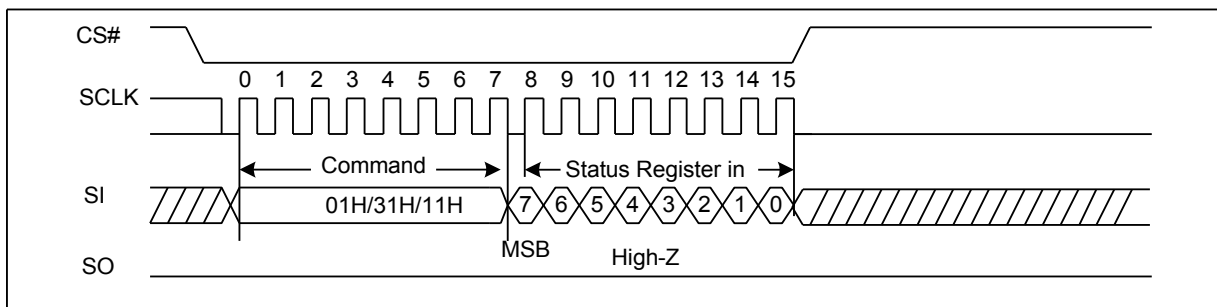 CS#
0 1 2 3 4 5 6 7 8 9 10 11 12 13 14 15
SCLK
Command Status Register in
SI 01H/31H/11H 7 6 5 4 3 2 1 0
MSB High-Z
SO